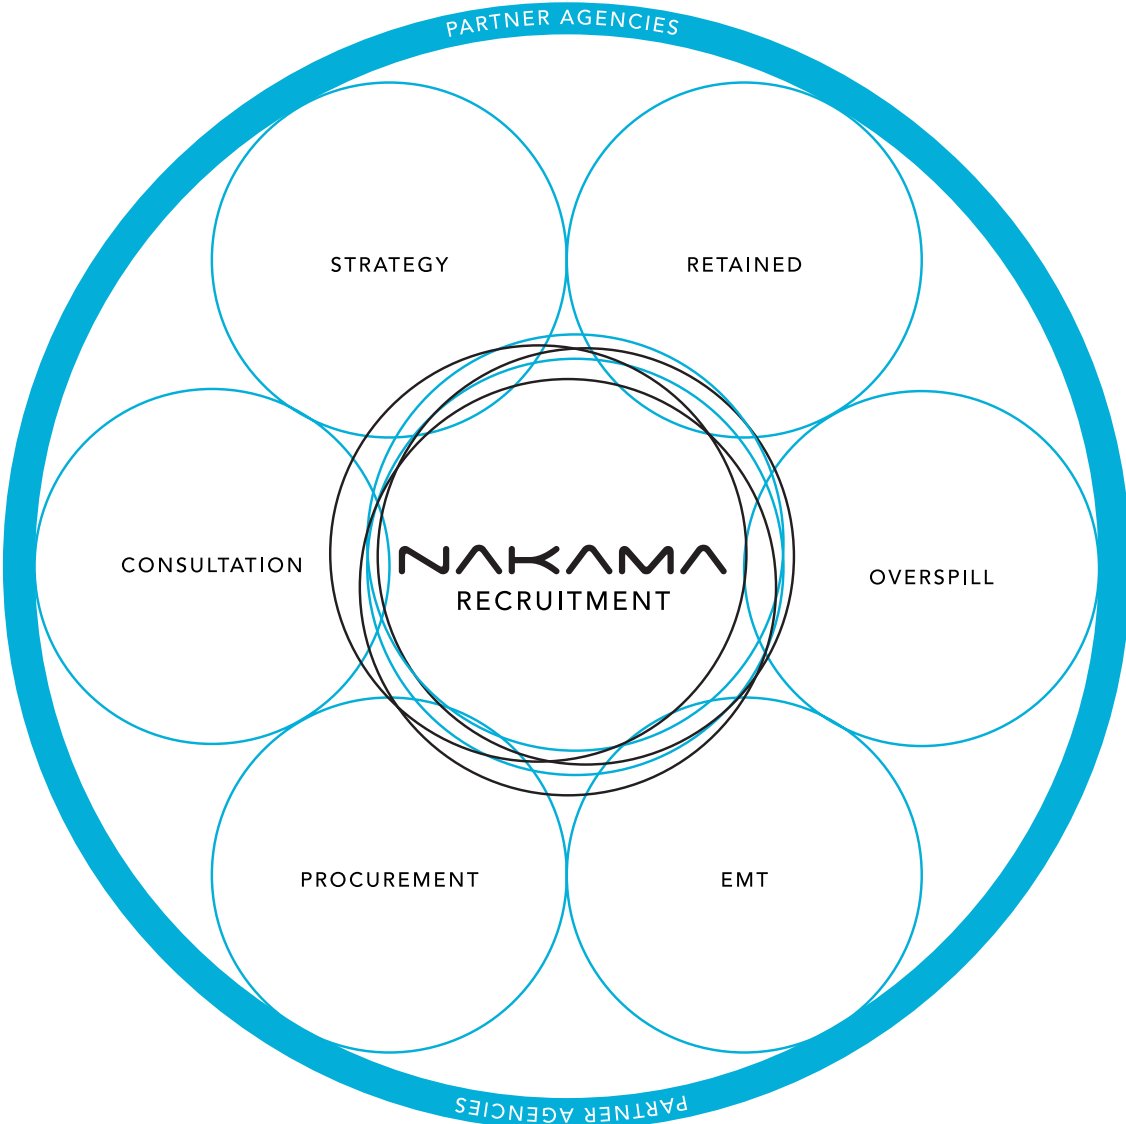 PARTNER AGENCIES
STRATEGY
RETAINED
CONSULTATION
NAKAMA
RECRUITMENT
OVERSPILL
PROCUREMENT
EMT
PARTNER AGENCIES